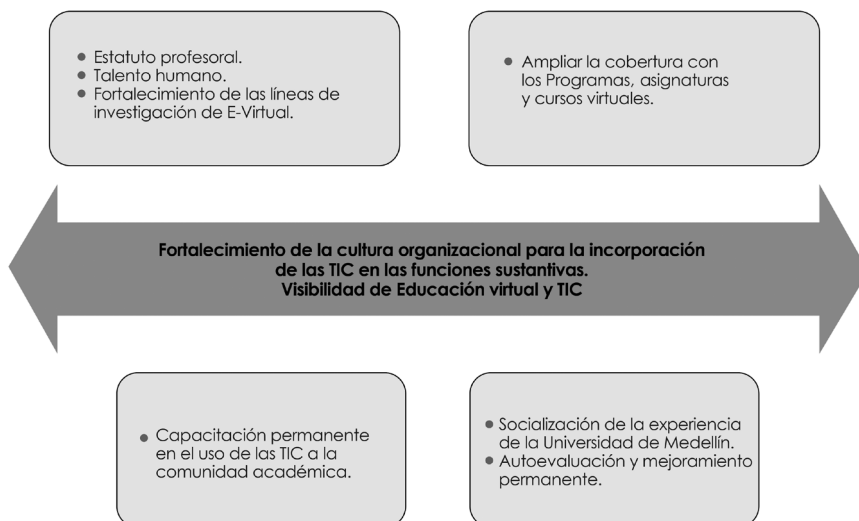 • Estatuto profesoral.
• Talento humano.
• Fortalecimiento de las líneas de
investigación de E-Virtual.
• Ampliar la cobertura con
los Programas, asignaturas
y cursos virtuales.
Fortalecimiento de la cultura organizacional para la incorporación
de las TIC en las funciones sustantivas.
Visibilidad de Educación virtual y TIC
• Capacitación permanente
en el uso de las TIC a la
comunidad académica.
• Socialización de la experiencia
de la Universidad de Medellín.
• Autoevaluación y mejoramiento
permanente.